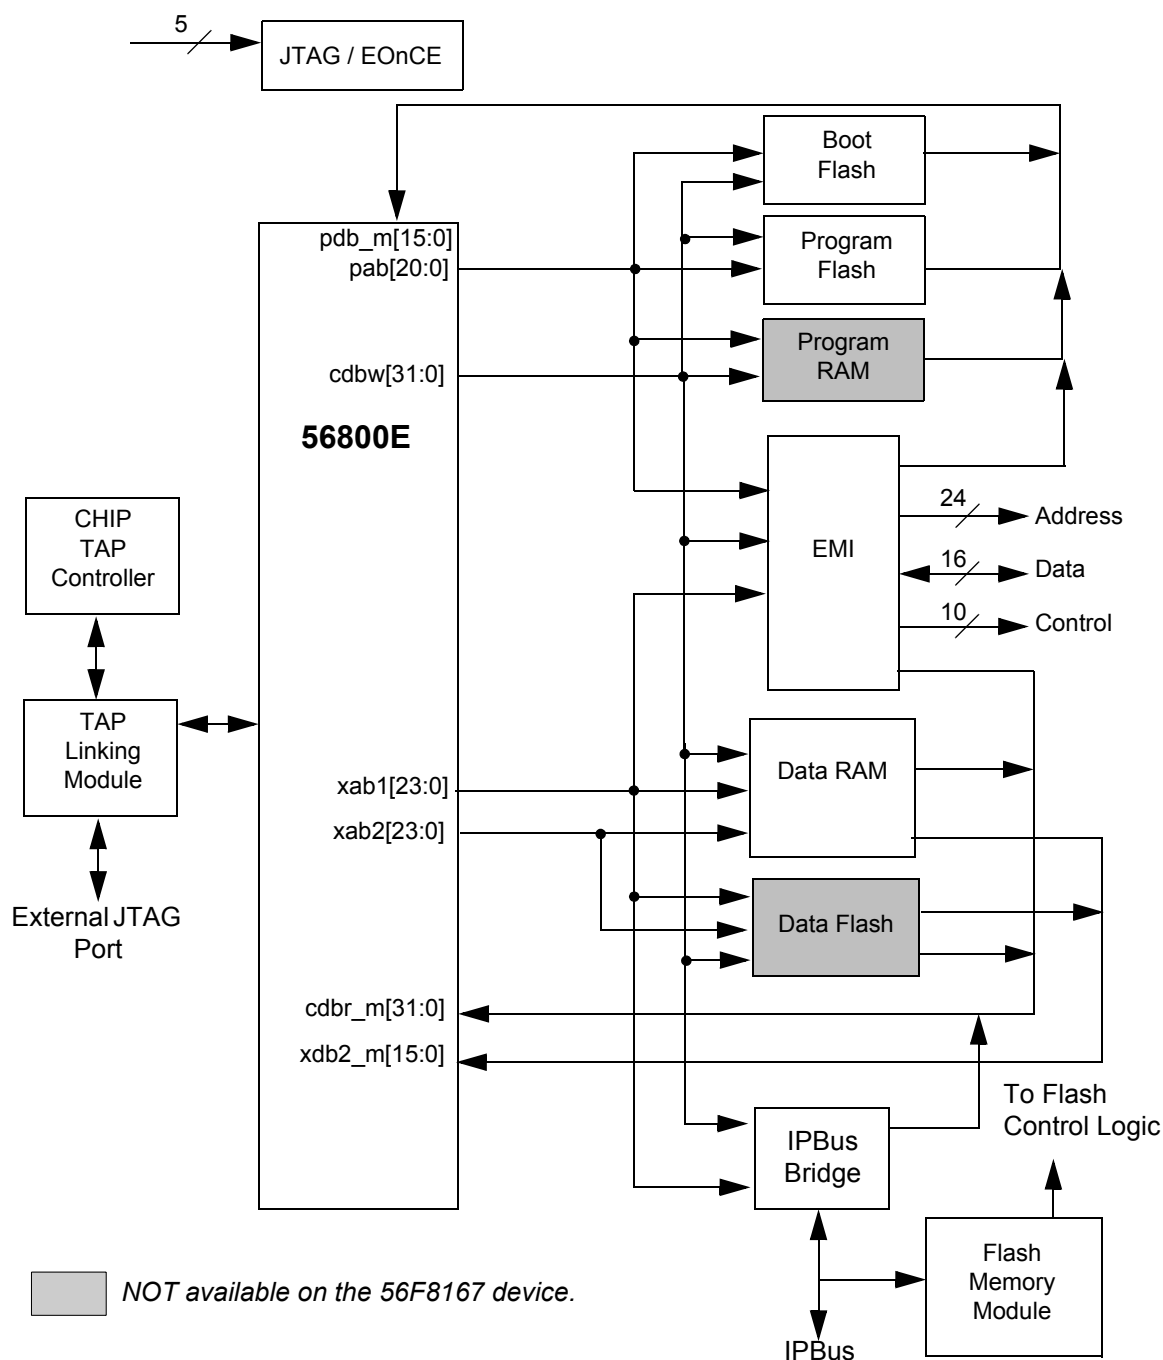 5
JTAG / EOnCE
Boot
Flash
pdb_m[15:0]
pab[20:0]
Program
Flash
Program
RAM
cdbw[31:0]
56800E
CHIP
TAP
Controller
EMI
24
Address
16
Data
10
Control
TAP
Linking
Module
xab1[23:0]
xab2[23:0]
Data RAM
External JTAG
Port
Data Flash
cdbr_m[31:0]
xdb2_m[15:0]
To Flash
Control Logic
IPBus
Bridge
Flash
Memory
Module
NOT available on the 56F8167 device.
IPBus